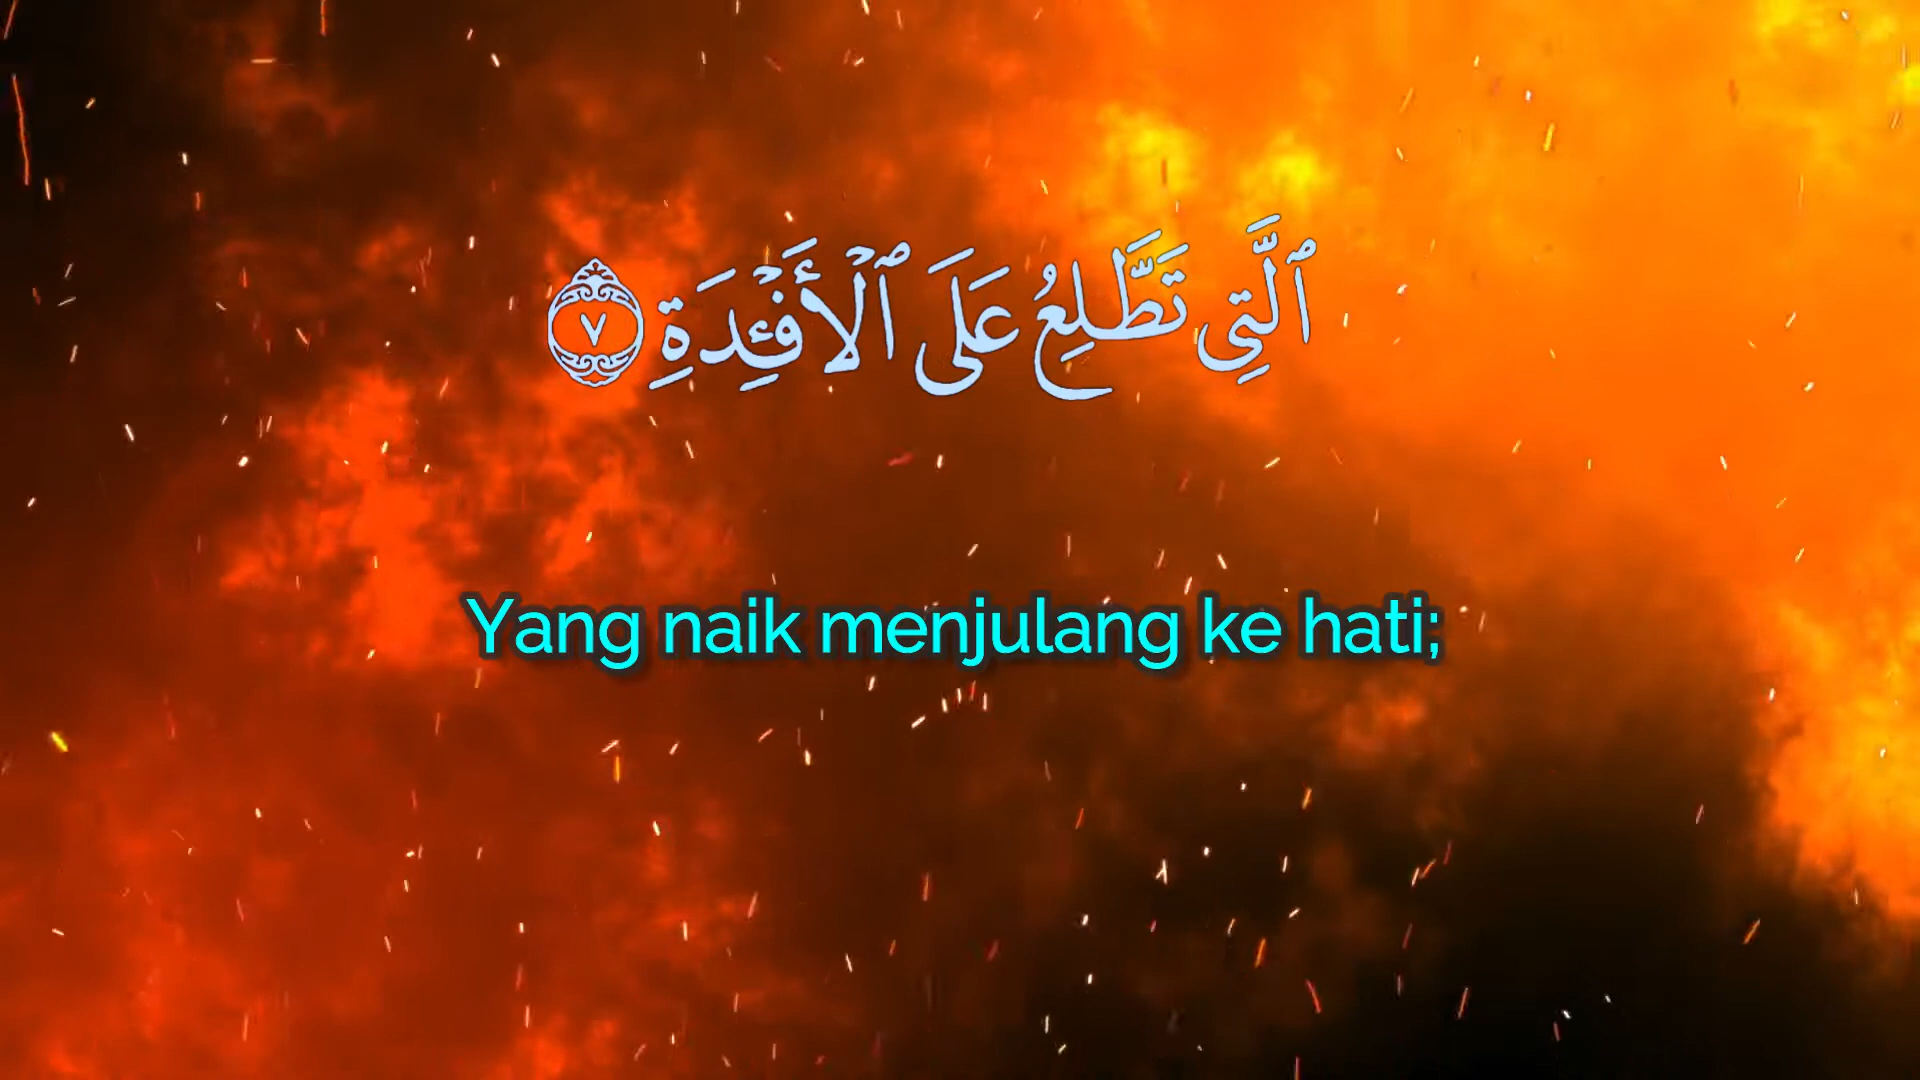 ٱلَّتِى تَطَّلِعُ عَلَى ٱلْأَفْـِٔدَةِ ٧
Yang naik menjulang ke hati;